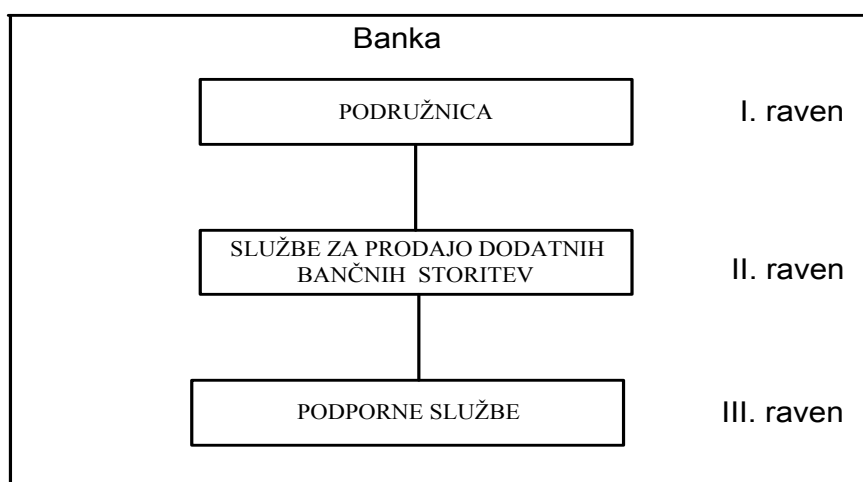 Banka
PODRUŽNICA
I. raven
SLUŽBE ZA PRODAJO DODATNIH
BANČNIH STORITEV
II. raven
PODPORNE SLUŽBE
III. raven